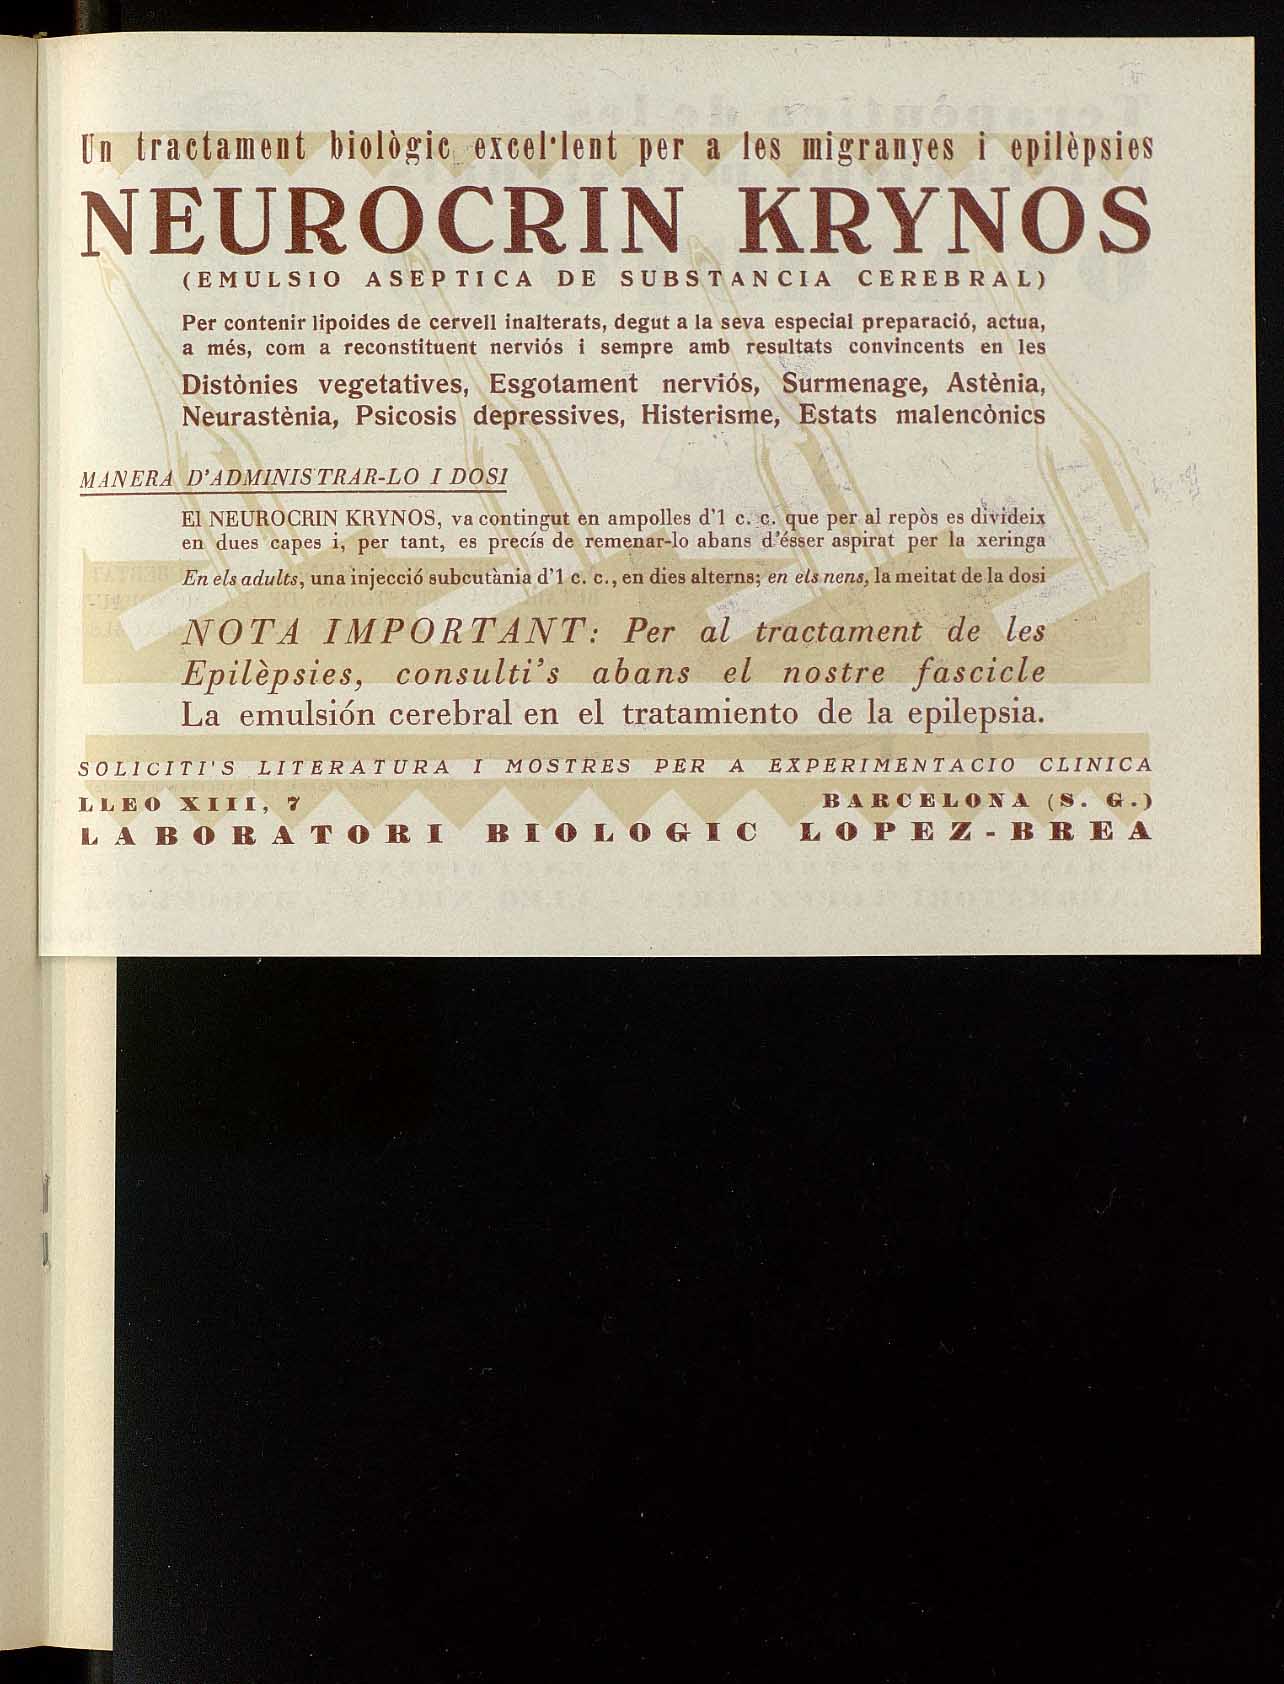 Un tractament biològic excel·lent per a les migranyes i epilèpsies
NEUROCRIN KRYNOS
(EMULSIO ASEPTICA DE SUBSTANCIA CEREBRAL)
Per contenir lipoides de cervell inalterats, degut a la seva especial preparació, actua,
a més, com a reconstituent nerviós i sempre amb resultats convincents en les
Distònies vegetatives, Esgotament nerviós, Surmenage, Astènia,
Neurastènia, Psicosis depressives, Histerisme, Estats malencònics
MANERA D'ADMINISTRAR-LO I DOSI
El NEUROCRIN KRYNOS, va contingut en ampolles d'1 c. c. que per al repòs es divideix
en dues capes i, per tant, es precís de remenar-lo abans d'ésser aspirat per la xeringa
En els adults, una injecció subcutània d'1 c. c., en dies alterns; en els nens, la meitat de la dosi
NOTA IMPORTANT: Per al tractament de les
Epilèpsies, consulti's abans el nostre fascicle
La emulsión cerebral en el tratamiento de la epilepsia.
SOLICITI'S LITERATURA I MOSTRES PER A EXPERIMENTACIO CLINICA
LLEO XIII, 7 BARCELONA (S. G.)
LABORATORI BIOLOGIC LOPEZ-BREA